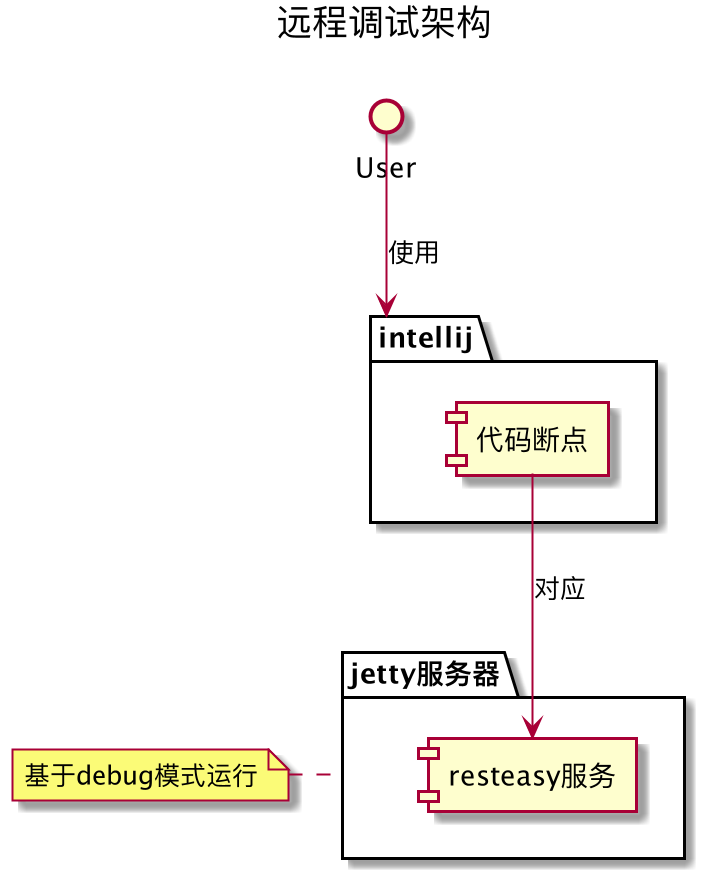 远程调试架构
User
使用
intellij
代码断点
对应
jetty服务器
基于debug模式运行
resteasy服务